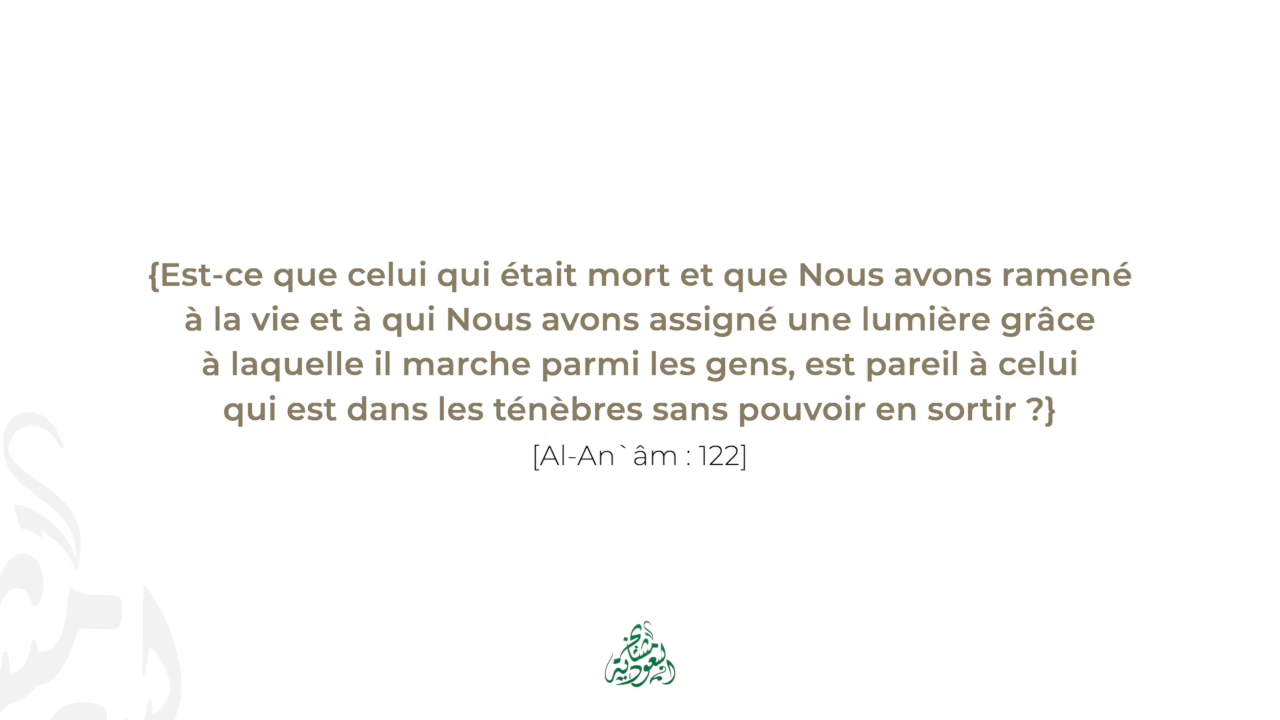 {Est-ce que celui qui était mort et que Nous avons ramené
à la vie et à qui Nous avons assigné une lumière grâce
à laquelle il marche parmi les gens, est pareil à celui
qui est dans les ténèbres sans pouvoir en sortir ?}
[Al-An`âm : 122]
مشايخ
السعودية